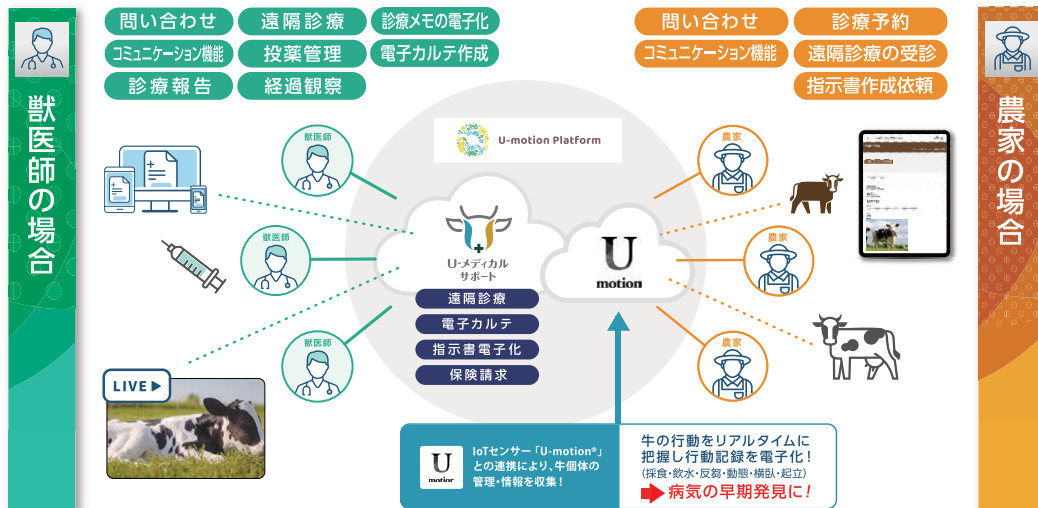 獣医師の場合
問い合わせ
遠隔診療
診療メモの電子化
コミュニケーション機能
投薬管理
電子カルテ作成
診療報告
経過観察
問い合わせ
診療予約
コミュニケーション機能
遠隔診療の受診
指示書作成依頼
農家の場合
U-motion Platform
獣医師
獣医師
獣医師
農家
農家
農家
U-メディカル
サポート
遠隔診療
電子カルテ
指示書電子化
保険請求
U
motion
LIVE
U
motion
IoTセンサー「U-motion®」
との連携により、牛個体の
管理・情報を収集！
牛の行動をリアルタイムに
把握し行動記録を電子化！
(採食・飲水・反芻・動態・横臥・起立)
病気の早期発見に！